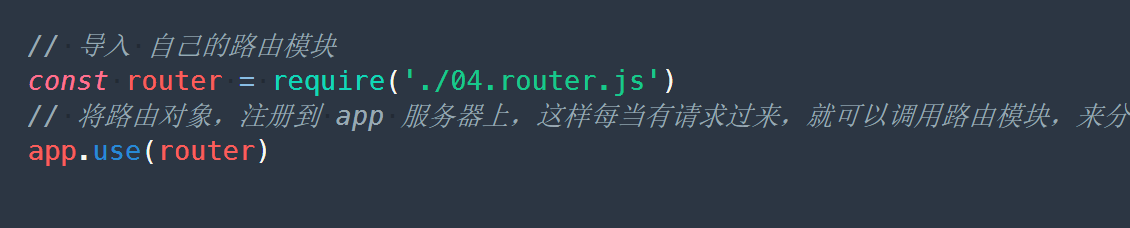 // 导入 自己的路由模块
const router = require('./04.router.js')
// 将路由对象，注册到 app 服务器上，这样每当有请求过来，就可以调用路由模块，来分
app.use(router)